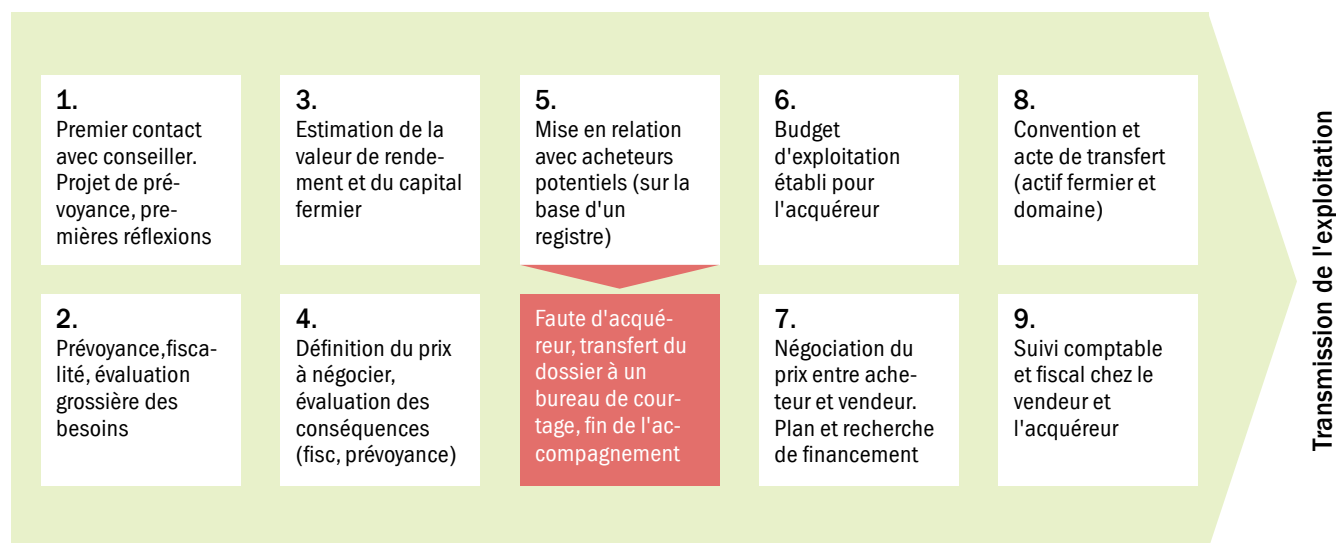 1.
Premier contact
avec conseiller.
Projet de pré-
voyance, pre-
mières réflexions
2.
Prévoyance,fisca-
lité, évaluation
grossière des
besoins
3.
Estimation de la
valeur de rende-
ment et du capital
fermier
4.
Définition du prix
à négocier,
évaluation des
conséquences
(fisc, prévoyance)
5.
Mise en relation
avec acheteurs
potentiels (sur la
base d'un
registre)
Faute d'acqué-
reur, transfert du
dossier à un
bureau de cour-
tage, fin de l'ac-
compagnement
6.
Budget
d'exploitation
établi pour
l'acquéreur
7.
Négociation du
prix entre ache-
teur et vendeur.
Plan et recherche
de financement
8.
Convention et
acte de transfert
(actif fermier et
domaine)
9.
Suivi comptable
et fiscal chez le
vendeur et
l'acquéreur
Transmission de l'exploitation